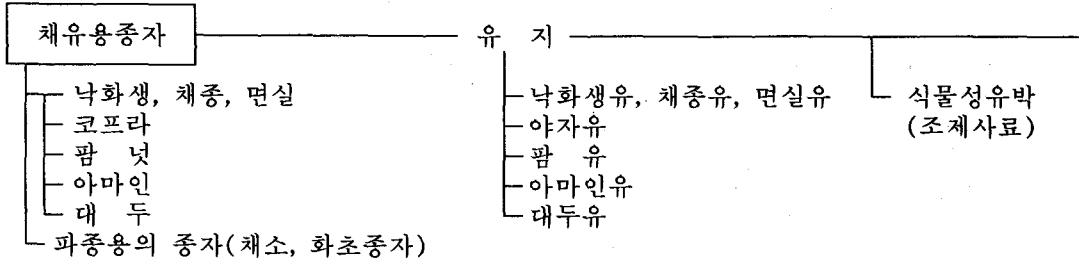 채유용종자 유 지
낙화생, 채종, 면실 낙화생유, 채종유, 면실유 식물성유박
코프라 야자유 (조제사료)
팜 넛 팜 유
아마인 아마인유
대 두 대두유
파종용의 종자(채소, 화초종자)